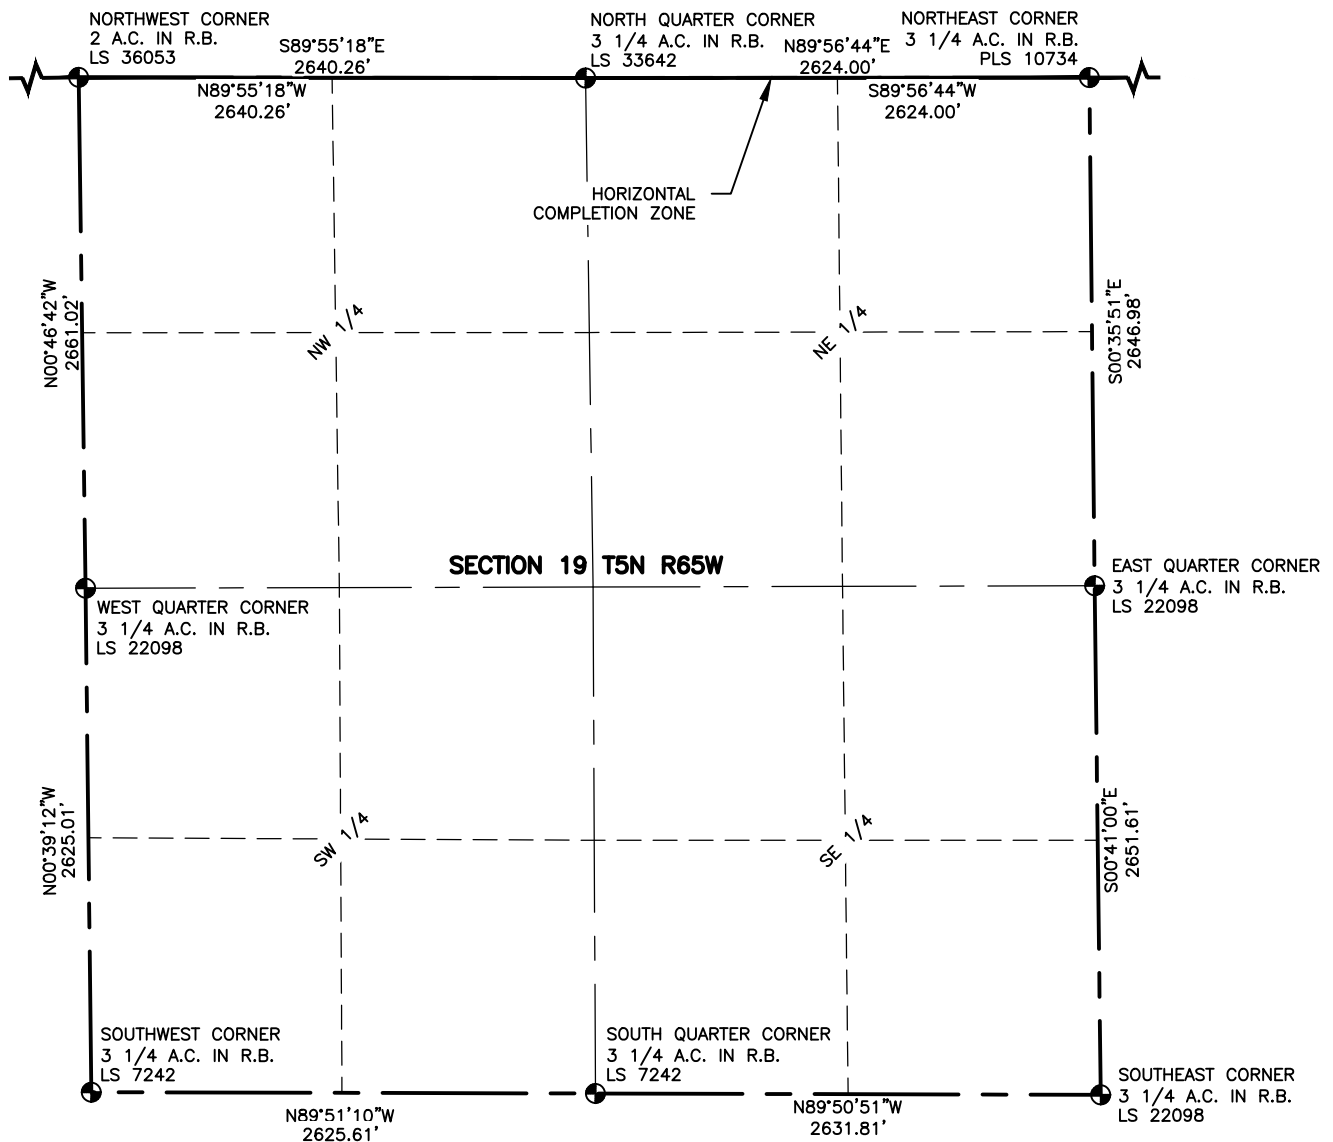 NORTHWEST CORNER
2 A.C. IN R.B.
LS 36053
S89°55'18"E
2640.26'
NORTH QUARTER CORNER
3 1/4 A.C. IN R.B.
LS 33642
N89°56'44"E
2624.00'
NORTHEAST CORNER
3 1/4 A.C. IN R.B.
PLS 10734
N89°55'18"W
2640.26'
S89°56'44"W
2624.00'
HORIZONTAL
COMPLETION ZONE
N00°46'42"W
2661.02'
NW 1/4
NE 1/4
S00°35'51"E
2646.98'
SECTION 19 T5N R65W
WEST QUARTER CORNER
3 1/4 A.C. IN R.B.
LS 22098
EAST QUARTER CORNER
3 1/4 A.C. IN R.B.
LS 22098
N00°39'12"W
2625.01'
SW 1/4
SE 1/4
S00°41'00"E
2651.61'
SOUTHWEST CORNER
3 1/4 A.C. IN R.B.
LS 7242
SOUTH QUARTER CORNER
3 1/4 A.C. IN R.B.
LS 7242
SOUTHEAST CORNER
3 1/4 A.C. IN R.B.
LS 22098
N89°51'10"W
2625.61'
N89°50'51"W
2631.81'